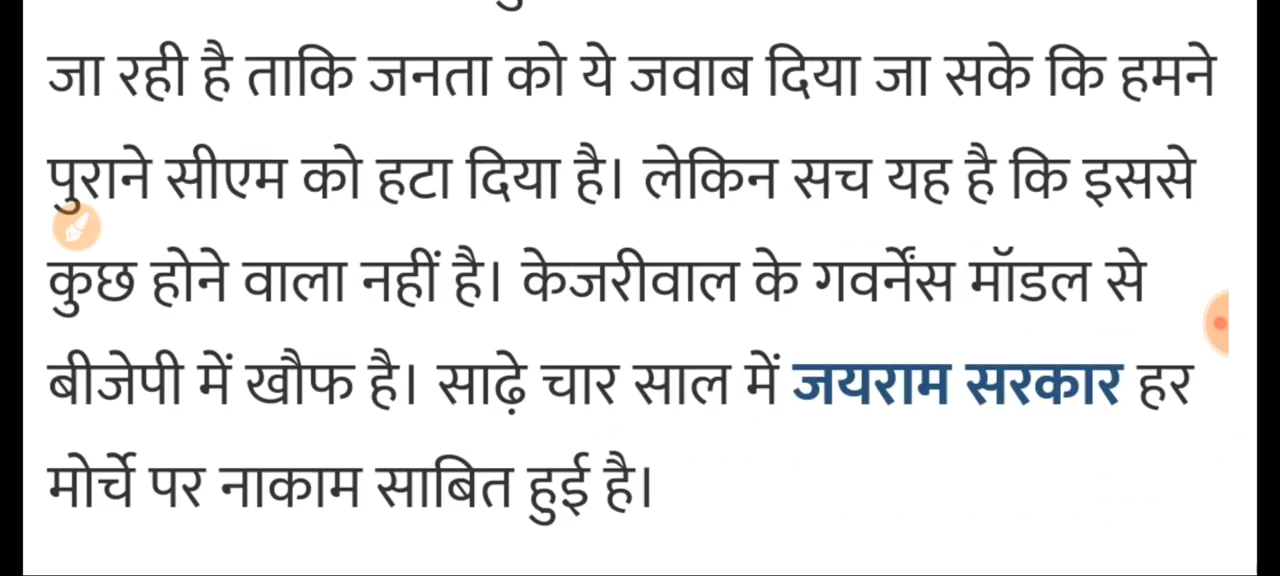 जा रही है ताकि जनता को ये जवाब दिया जा सके कि हमने
पुराने सीएम को हटा दिया है। लेकिन सच यह है कि इससे
कुछ होने वाला नहीं है। केजरीवाल के गवर्नेंस मॉडल से
बीजेपी में खौफ है। साढ़े चार साल में जयराम सरकार हर
मोर्चे पर नाकाम साबित हुई है।